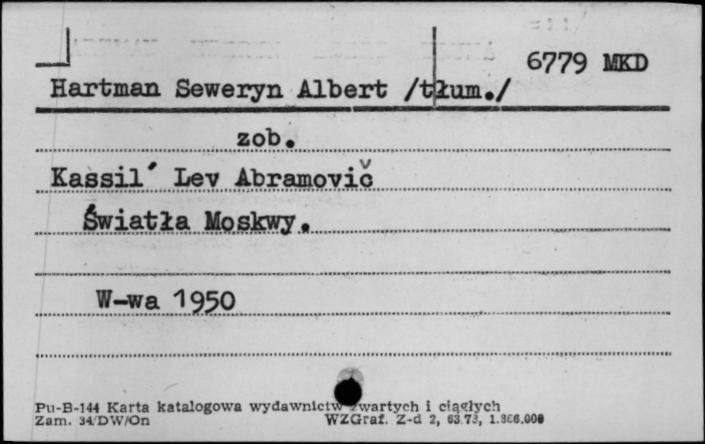 6779 MKD
Hartman Seweryn Albert /tłum./
zob.
Kassil´ Lev Abramovič
Światła Moskwy.
W-wa 1950
Pu-B-144 Karta katalogowa wydawnictw zwartych i ciągłych
Zam. 34/DW/On WZGraf. Z-d 2, 63.73, 1.866.000